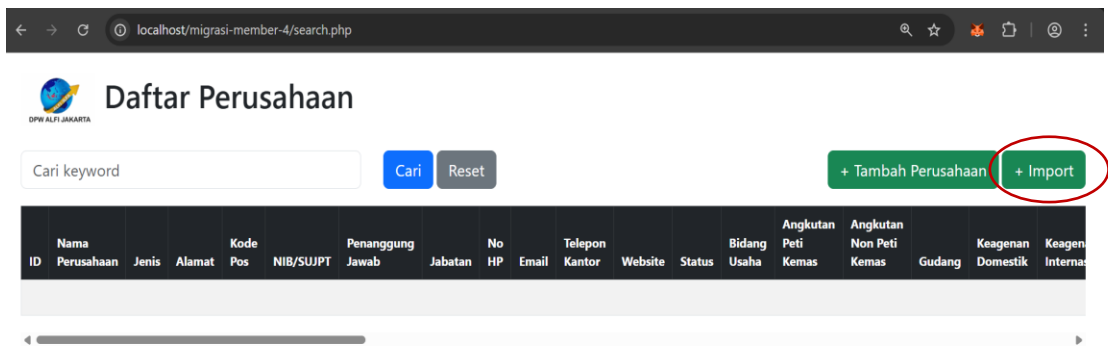 localhost/migrasi-member-4/search.php
DPW ALFI JAKARTA
Daftar Perusahaan
Cari keyword
Cari
Reset
+ Tambah Perusahaan
+ Import
ID
Nama Perusahaan
Jenis
Alamat
Kode Pos
NIB/SUJPT
Penanggung Jawab
Jabatan
No HP
Email
Telepon Kantor
Website
Status
Bidang Usaha
Angkutan Peti Kemas
Angkutan Non Peti Kemas
Gudang
Keagenan Domestik
Keagen
Internas